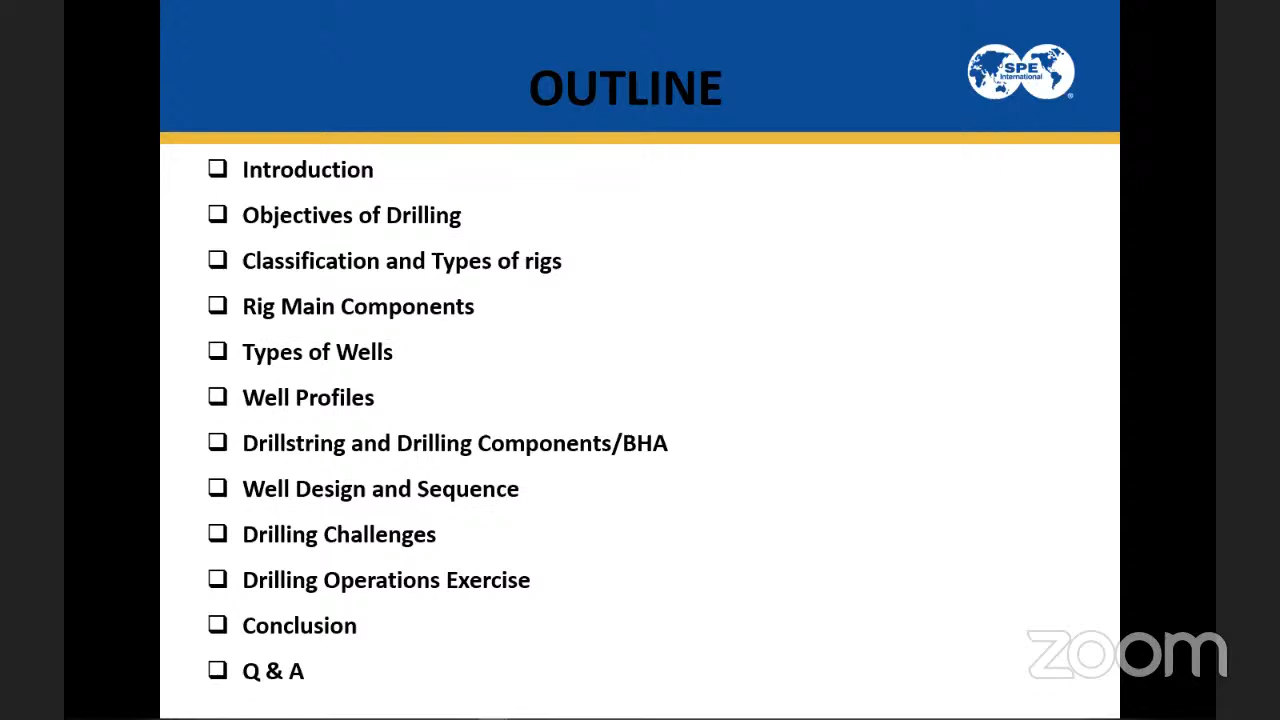 OUTLINE
SPE
International
®
Introduction
Objectives of Drilling
Classification and Types of rigs
Rig Main Components
Types of Wells
Well Profiles
Drillstring and Drilling Components/BHA
Well Design and Sequence
Drilling Challenges
Drilling Operations Exercise
Conclusion
Q & A
zoom